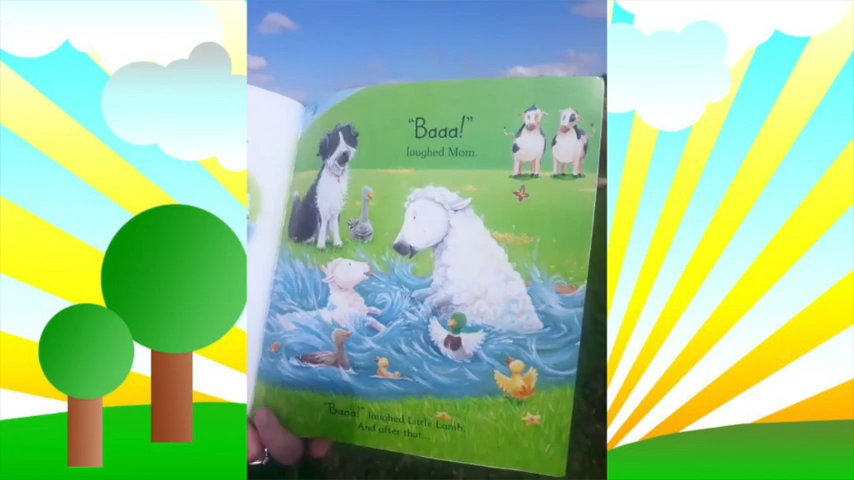 "Baaa!"
laughed Mom.
"Baaa!" laughed Little Lamb.
And after that...